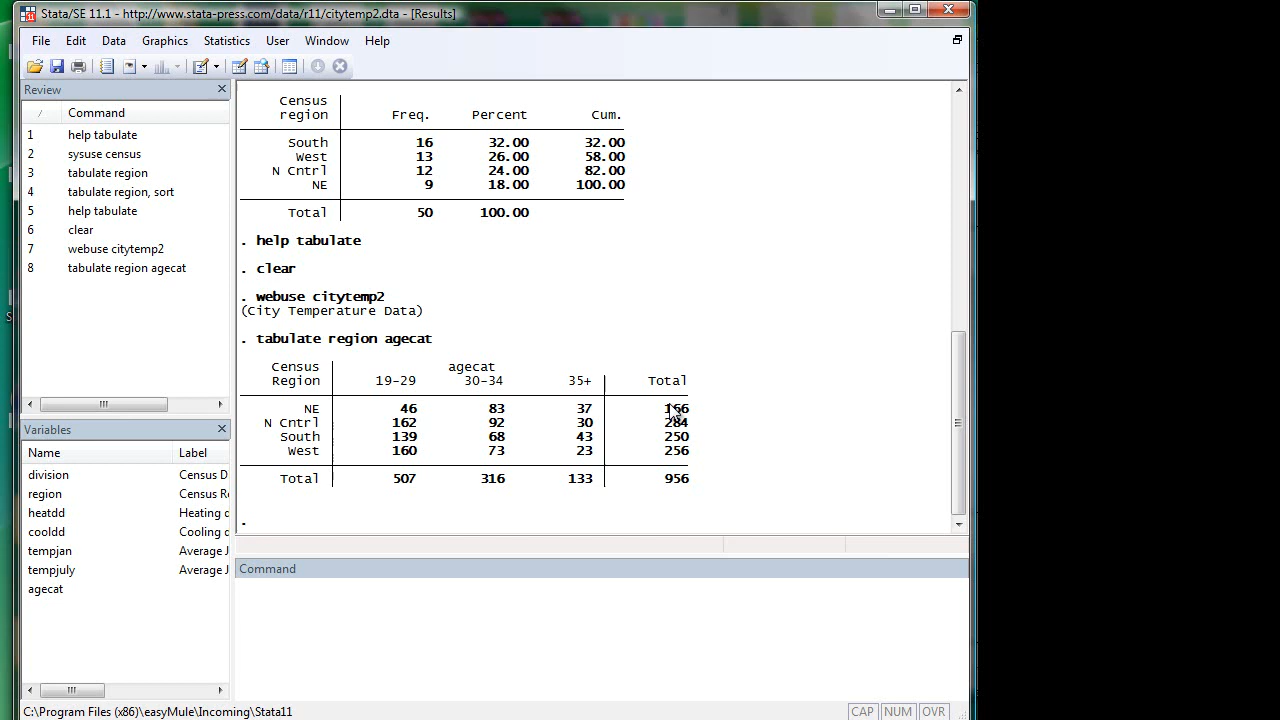 Stata/SE 11.1 - http://www.stata-press.com/data/r11/citytemp2.dta - [Results]
File Edit Data Graphics Statistics User Window Help
Review
Command
1 help tabulate
2 sysuse census
3 tabulate region
4 tabulate region, sort
5 help tabulate
6 clear
7 webuse citytemp2
8 tabulate region agecat
Variables
Name Label
division Census D
region Census Re
heatdd Heating d
cooldd Cooling d
tempjan Average J
tempjuly Average J
agecat
Census
region Freq. Percent Cum.
South 16 32.00 32.00
West 13 26.00 58.00
N Cntrl 12 24.00 82.00
NE 9 18.00 100.00
Total 50 100.00
. help tabulate
. clear
. webuse citytemp2
(City Temperature Data)
. tabulate region agecat
Census agecat
Region 19-29 30-34 35+ Total
NE 46 83 37 166
N Cntrl 162 92 30 284
South 139 68 43 250
West 160 73 23 256
Total 507 316 133 956
.
Command
C:\Program Files (x86)\easyMule\Incoming\Stata11
CAP NUM OVR